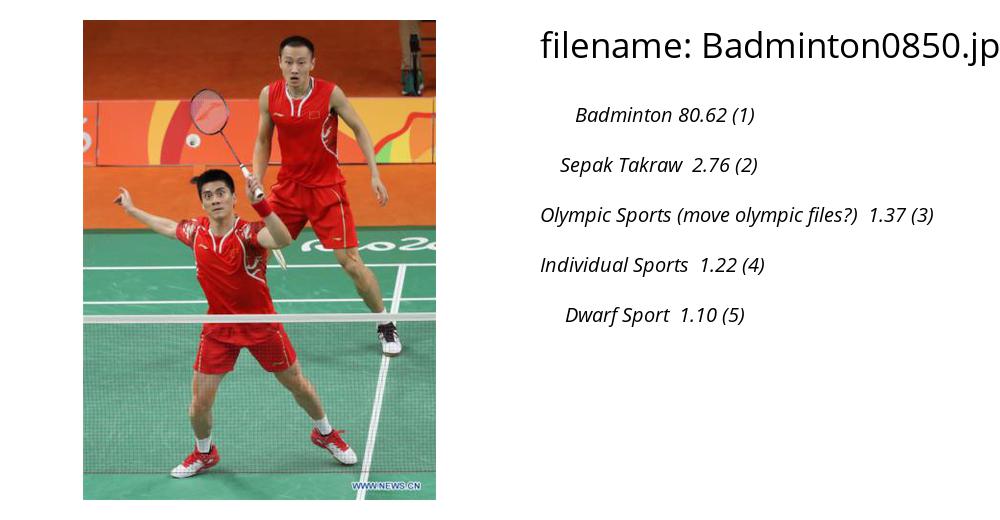 filename: Badminton0850.jp
Badminton 80.62 (1)
Sepak Takraw 2.76 (2)
Olympic Sports (move olympic files?) 1.37 (3)
Individual Sports 1.22 (4)
Dwarf Sport 1.10 (5)
WWW.NEWS.CN